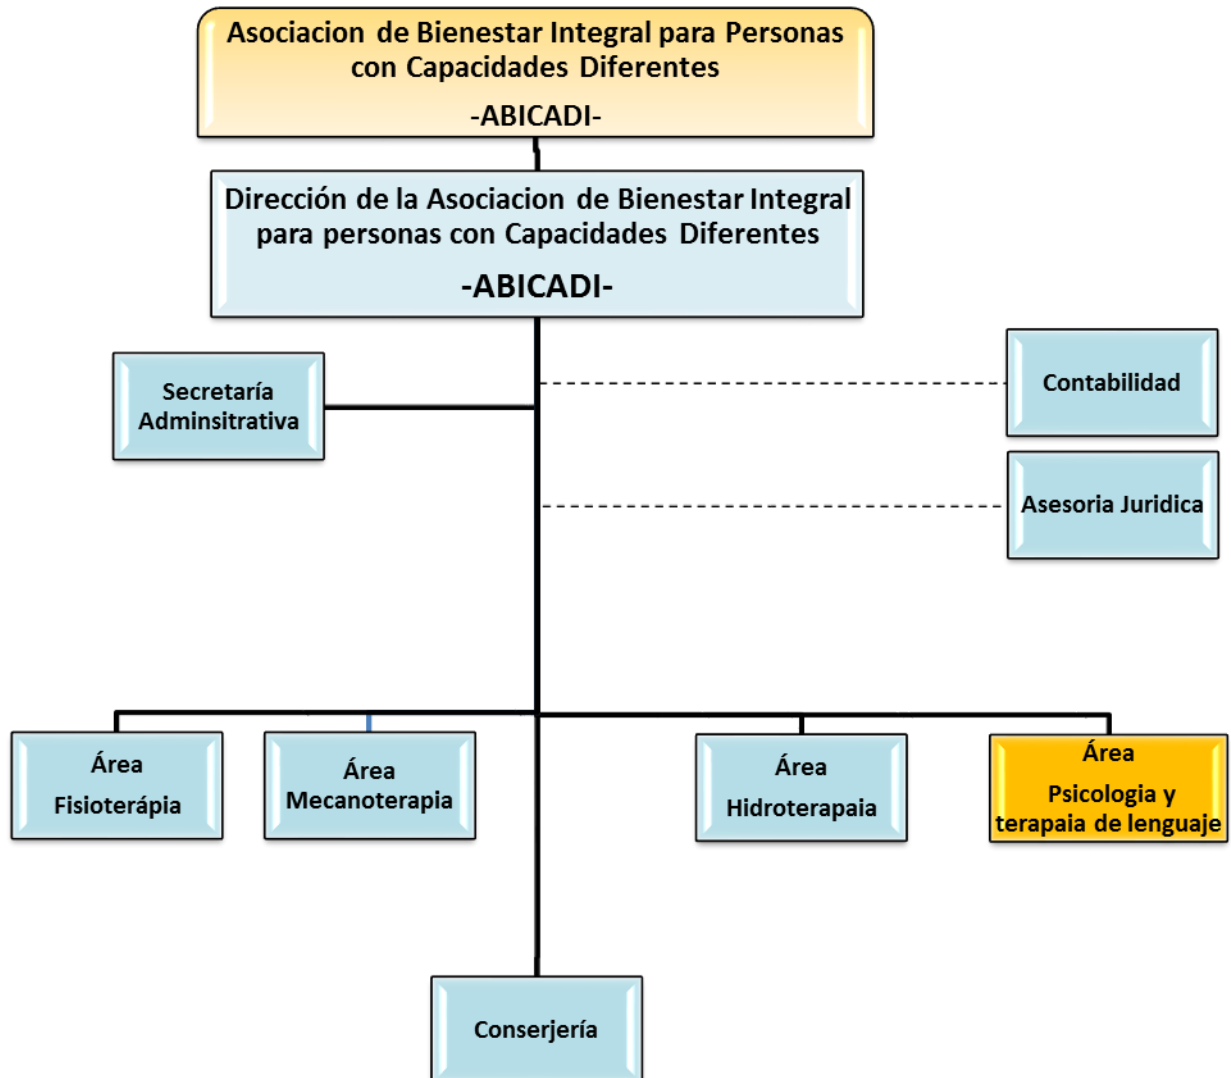 Asociacion de Bienestar Integral para Personas
con Capacidades Diferentes
-ABICADI-
Dirección de la Asociacion de Bienestar Integral
para personas con Capacidades Diferentes
-ABICADI-
Secretaría
Adminsitrativa
Contabilidad
Asesoria Juridica
Área
Fisioterápia
Área
Mecanoterapia
Área
Hidroterapaia
Área
Psicologia y
terapaia de lenguaje
Conserjería